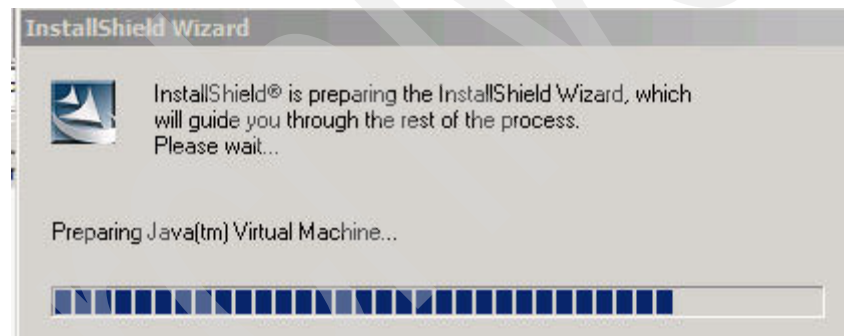 InstallShield Wizard
InstallShield® is preparing the InstallShield Wizard, which
will guide you through the rest of the process.
Please wait...
Preparing Java(tm) Virtual Machine...